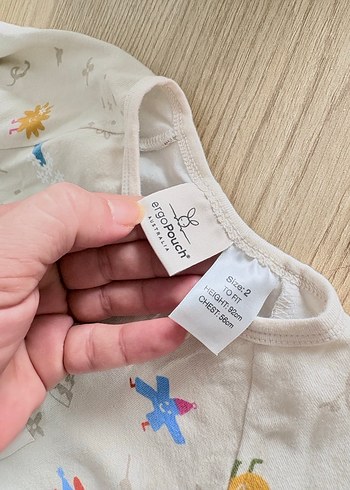 ergoPouch®
AUSTRALIA
Size: 2
TO FIT
HEIGHT: 92cm
CHEST: 56cm